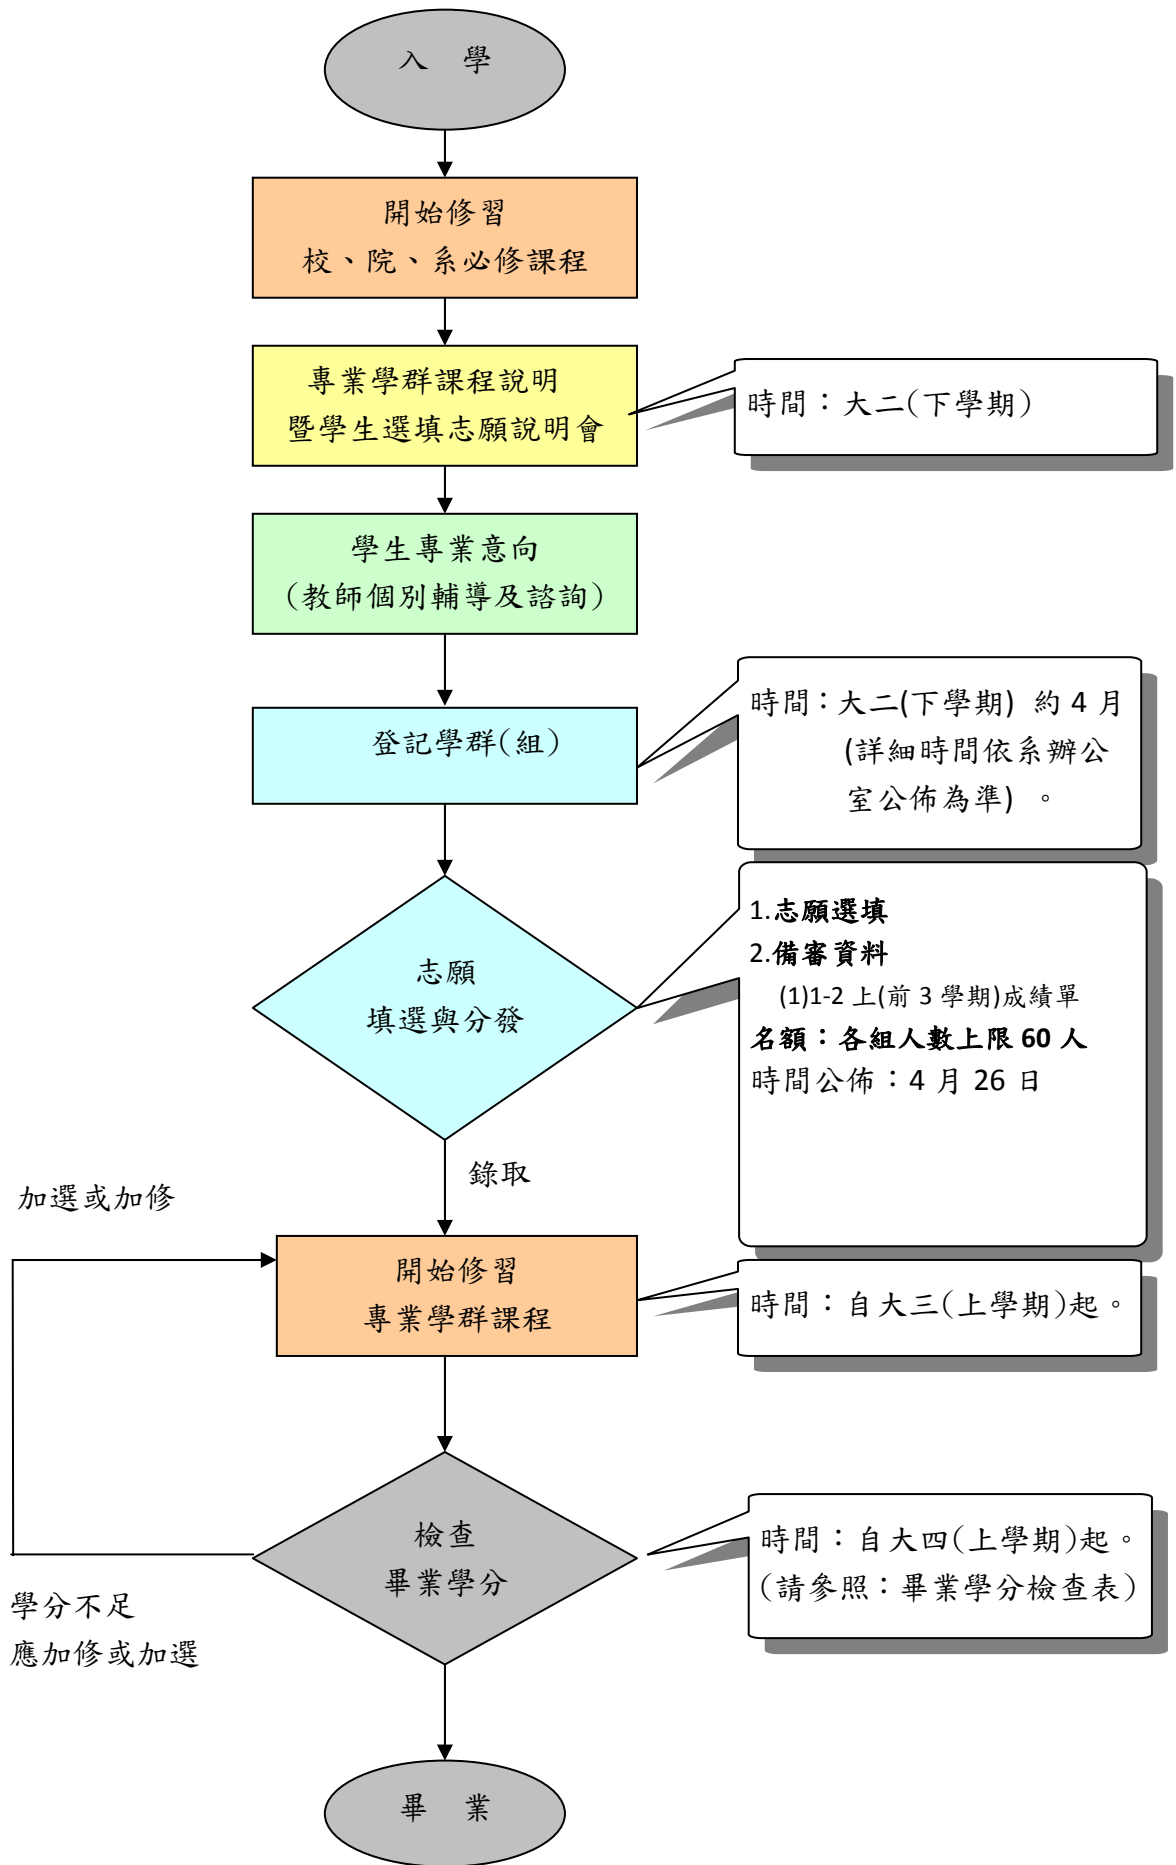 入　學
開始修習
校、院、系必修課程
專業學群課程說明
暨學生選填志願說明會
時間：大二(下學期)
學生專業意向
(教師個別輔導及諮詢)
登記學群(組)
時間：大二(下學期) 約 4 月
(詳細時間依系辦公
室公佈為準) 。
志願
填選與分發
1.志願選填
2.備審資料
(1)1-2 上(前 3 學期)成績單
名額：各組人數上限 60 人
時間公佈：4 月 26 日
錄取
加選或加修
開始修習
專業學群課程
時間：自大三(上學期)起。
檢查
畢業學分
時間：自大四(上學期)起。
(請參照：畢業學分檢查表)
學分不足
應加修或加選
畢　業